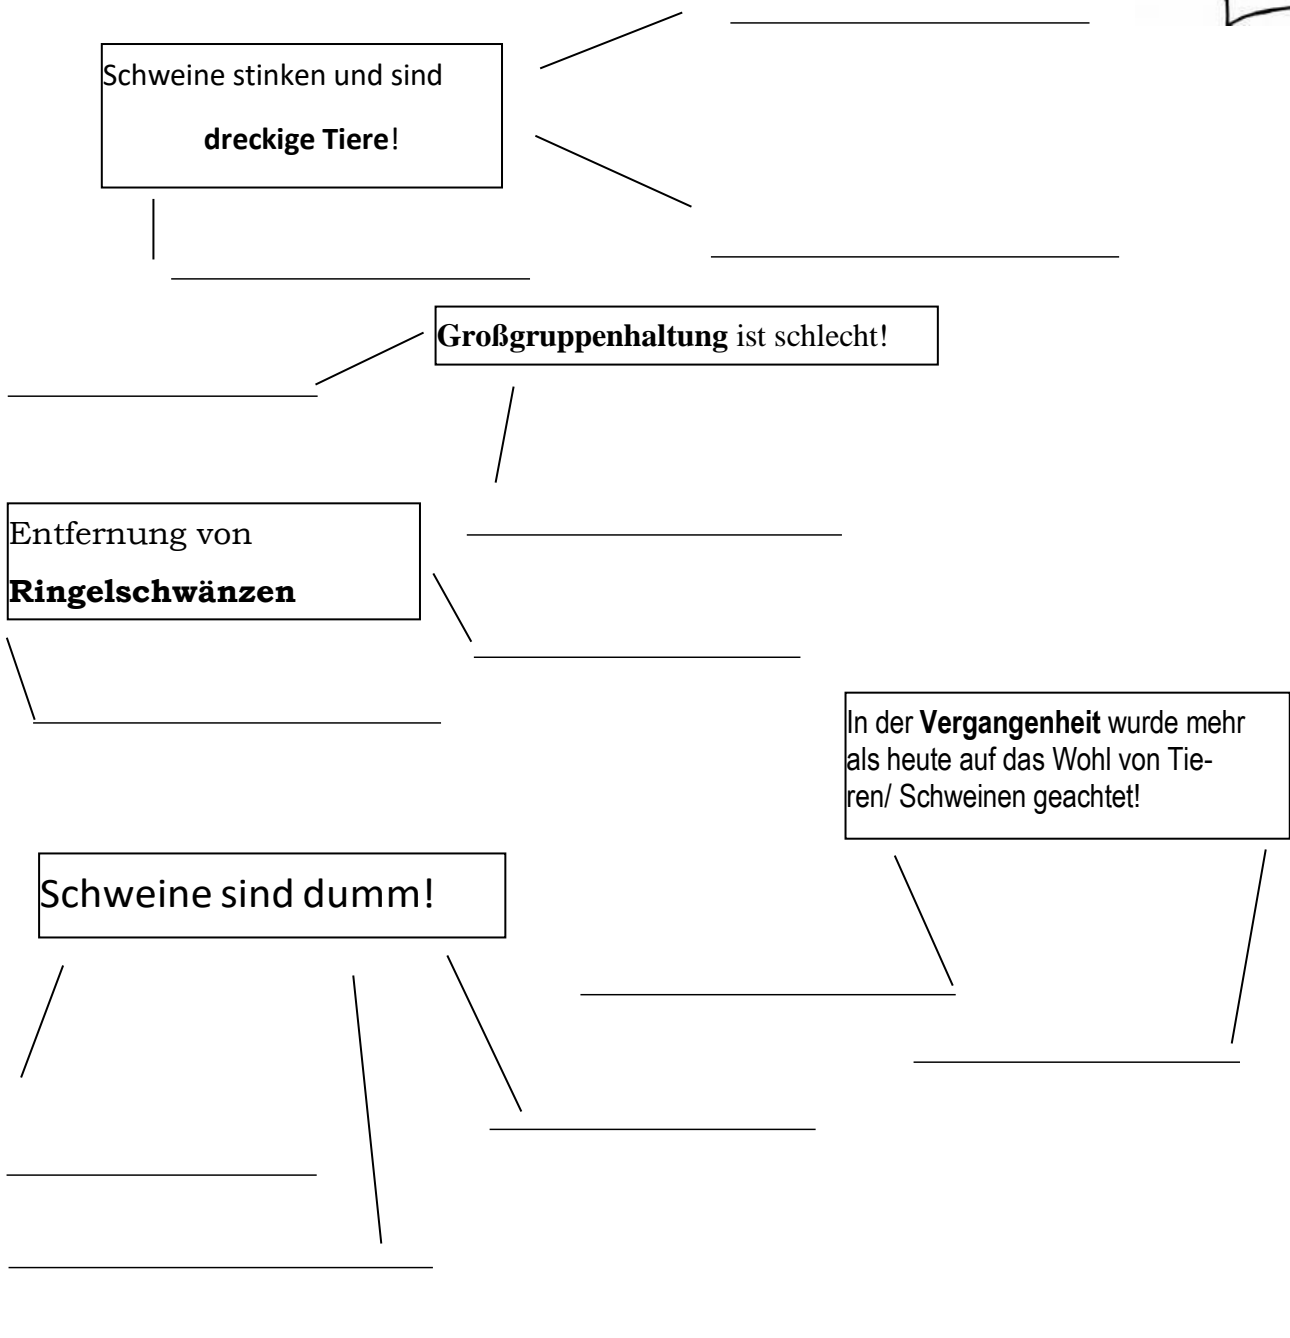 Schweine stinken und sind
dreckige Tiere!
Großgruppenhaltung ist schlecht!
Entfernung von
Ringelschwänzen
In der Vergangenheit wurde mehr
als heute auf das Wohl von Tie-
ren/ Schweinen geachtet!
Schweine sind dumm!